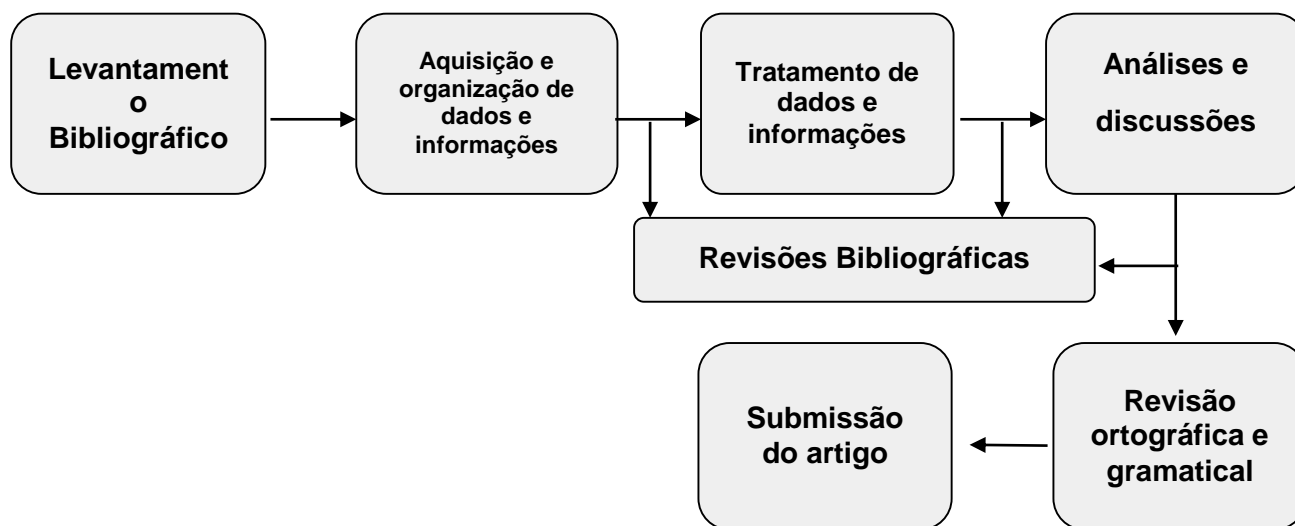 Levantament
o
Bibliográfico
Aquisição e
organização de
dados e
informações
Tratamento de
dados e
informações
Análises e
discussões
Revisões Bibliográficas
Submissão
do artigo
Revisão
ortográfica e
gramatical